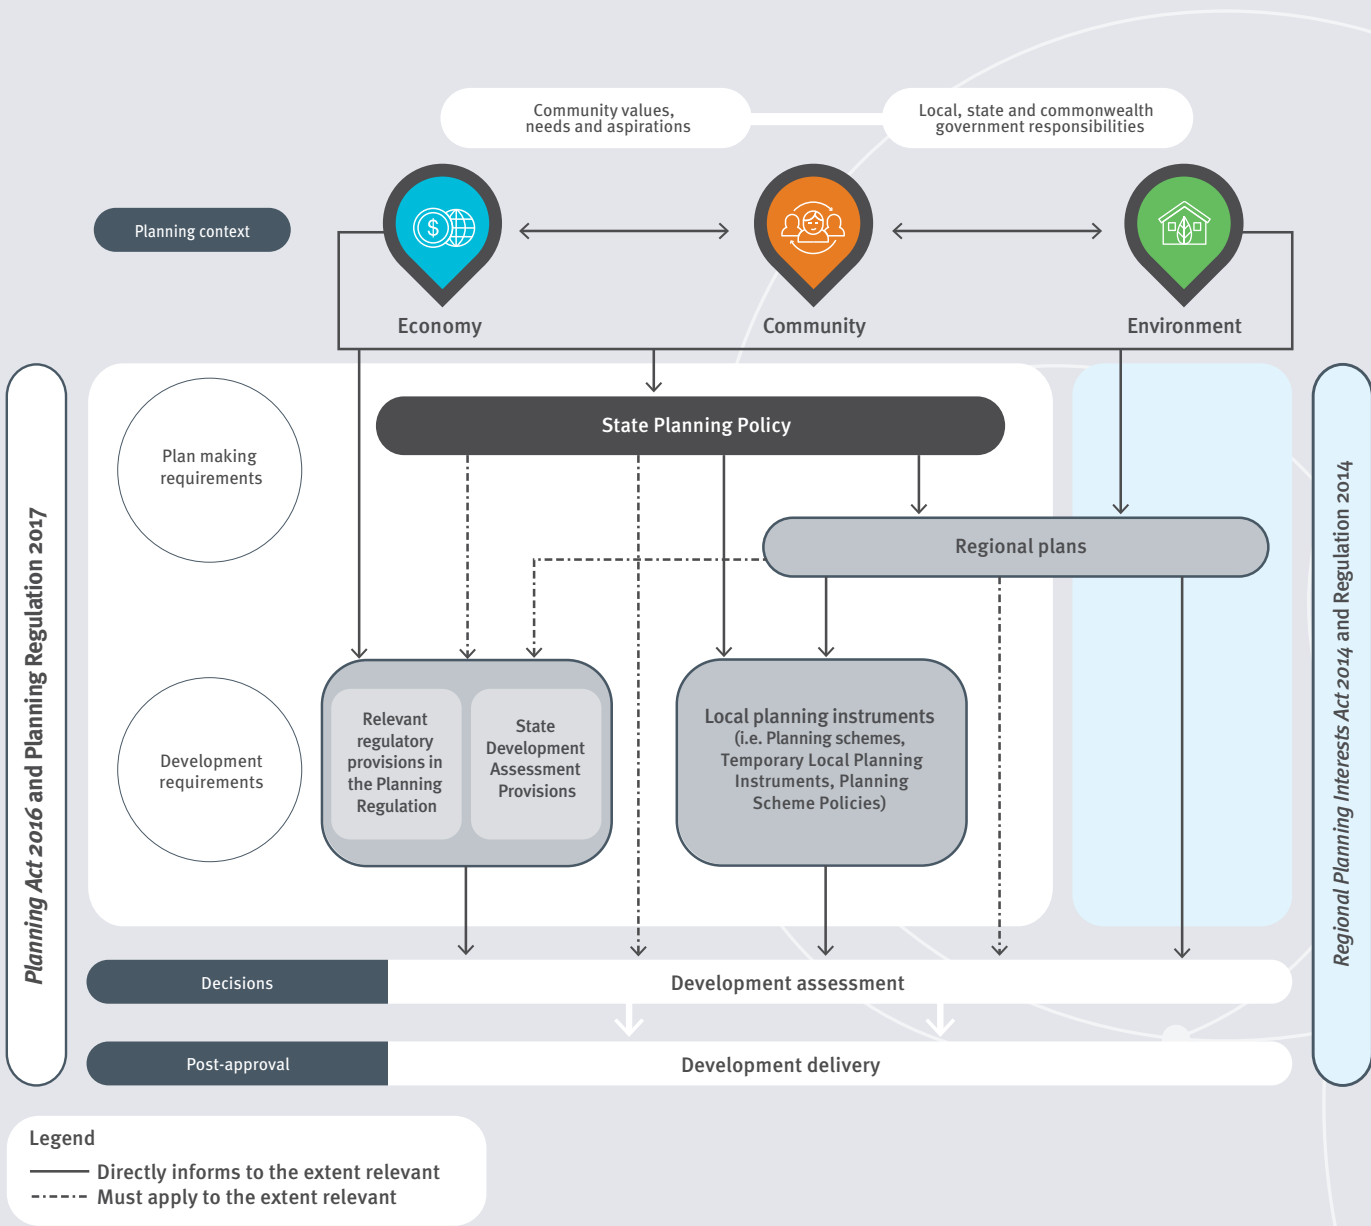 Community values,
needs and aspirations
Local, state and commonwealth
government responsibilities
Planning context
$
Economy
Community
Environment
Planning Act 2016 and Planning Regulation 2017
Regional Planning Interests Act 2014 and Regulation 2014
Plan making
requirements
State Planning Policy
Regional plans
Development
requirements
Relevant
regulatory
provisions in
the Planning
Regulation
State
Development
Assessment
Provisions
Local planning instruments
(i.e. Planning schemes,
Temporary Local Planning
Instruments, Planning
Scheme Policies)
Decisions
Development assessment
Post-approval
Development delivery
Legend
Directly informs to the extent relevant
Must apply to the extent relevant